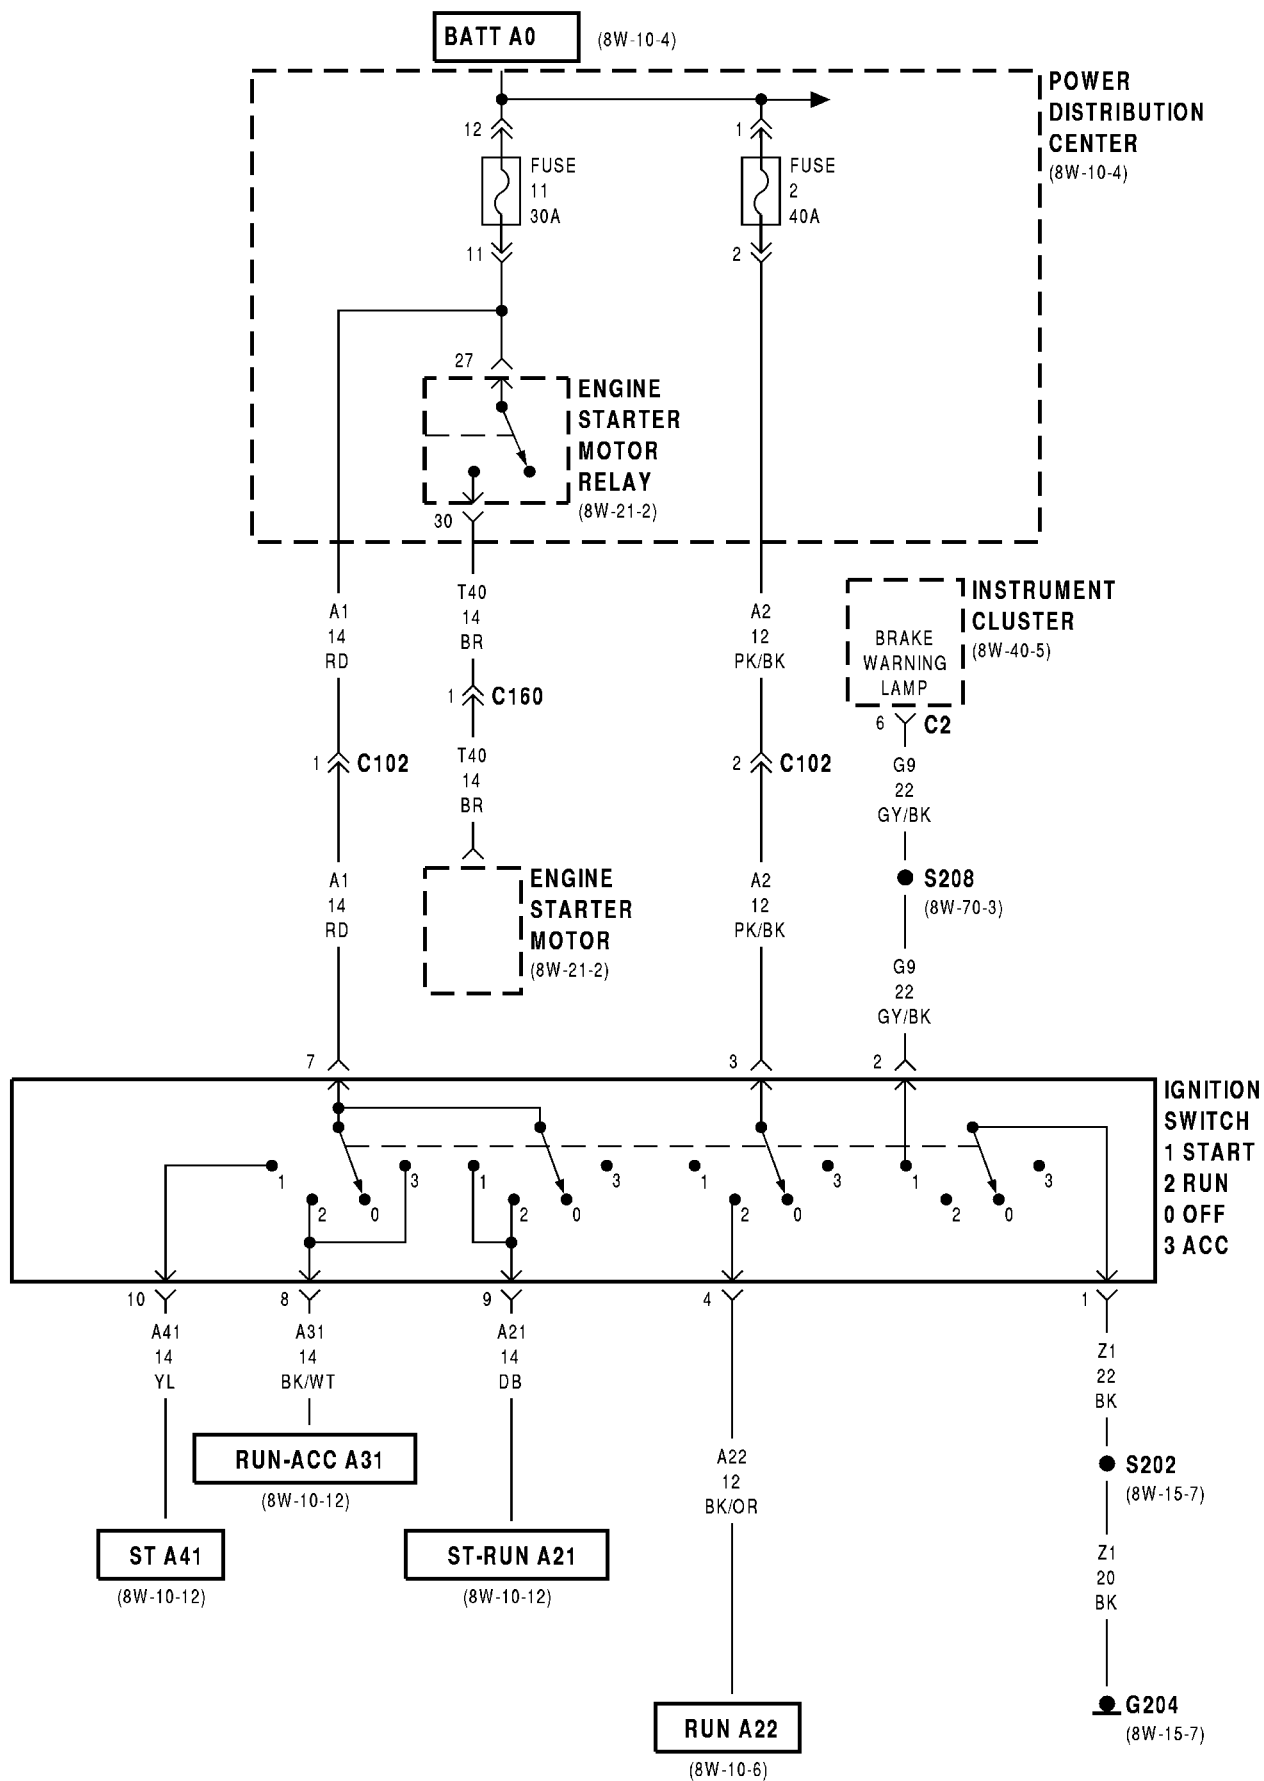 BATT A0
(8W-10-4)
POWER
DISTRIBUTION
CENTER
(8W-10-4)
12
FUSE
11
30A
11
1
FUSE
2
40A
2
27
ENGINE
STARTER
MOTOR
RELAY
(8W-21-2)
30
A1
14
RD
T40
14
BR
A2
12
PK/BK
INSTRUMENT
CLUSTER
(8W-40-5)
BRAKE
WARNING
LAMP
6
C2
1
C160
1
C102
T40
14
BR
2
C102
G9
22
GY/BK
A1
14
RD
ENGINE
STARTER
MOTOR
(8W-21-2)
A2
12
PK/BK
S208
(8W-70-3)
G9
22
GY/BK
7
3
2
IGNITION
SWITCH
1 START
2 RUN
0 OFF
3 ACC
1
2
0
3
1
2
0
3
1
2
0
3
1
2
0
3
10
8
9
4
1
A41
14
YL
A31
14
BK/WT
A21
14
DB
Z1
22
BK
RUN-ACC A31
(8W-10-12)
A22
12
BK/OR
S202
(8W-15-7)
ST A41
(8W-10-12)
ST-RUN A21
(8W-10-12)
Z1
20
BK
RUN A22
(8W-10-6)
G204
(8W-15-7)